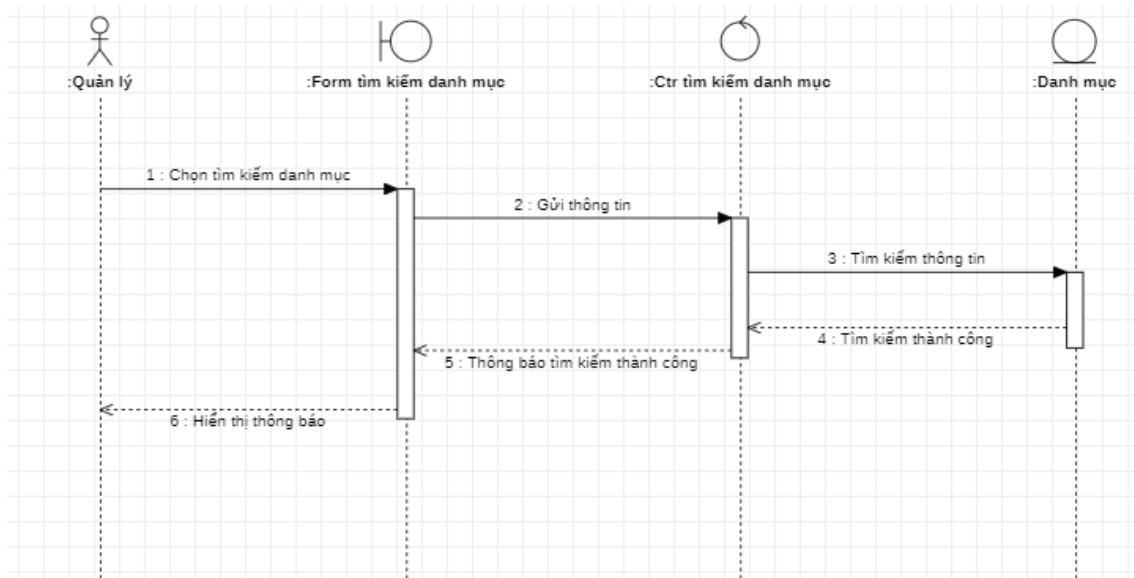 :Quản lý
:Form tìm kiếm danh mục
:Ctr tìm kiếm danh mục
:Danh mục
1 : Chọn tìm kiếm danh mục
2 : Gửi thông tin
3 : Tìm kiếm thông tin
4 : Tìm kiếm thành công
5 : Thông báo tìm kiếm thành công
6 : Hiển thị thông báo